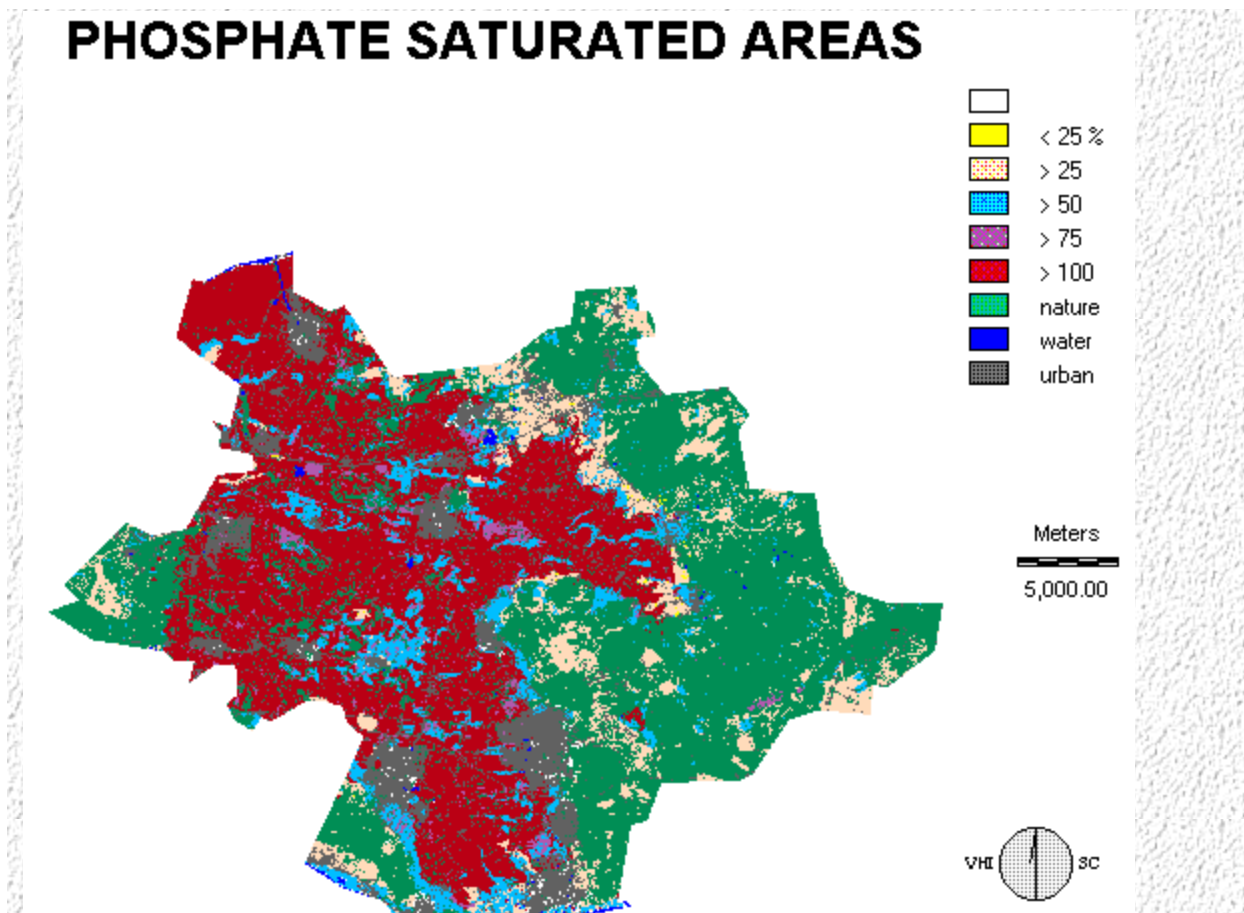 PHOSPHATE SATURATED AREAS
< 25 %
> 25
> 50
> 75
> 100
nature
water
urban
Meters
5,000.00
VHI SC